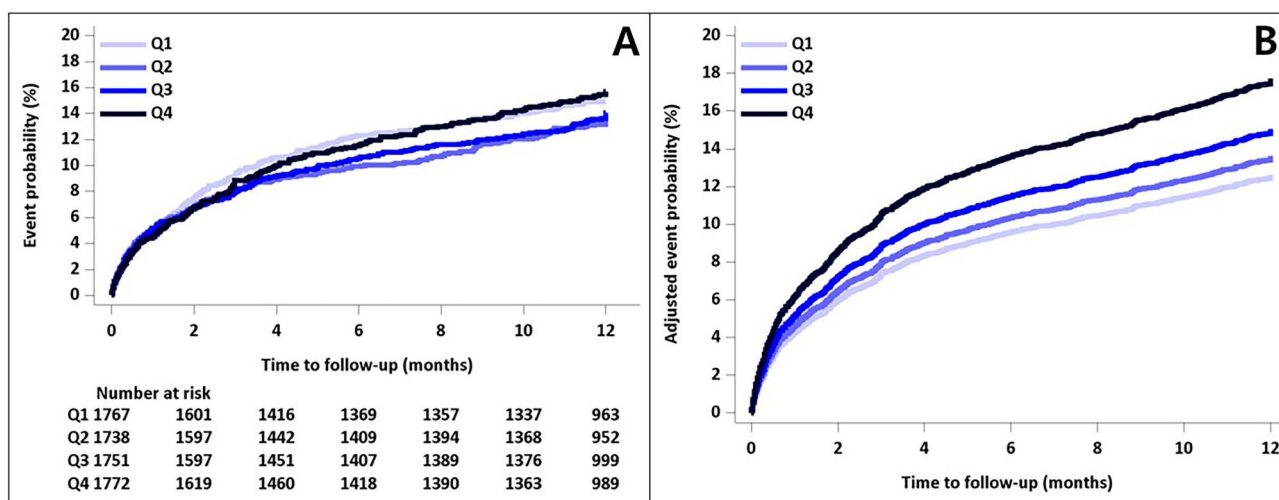 A
Event probability (%)
20
18
16
14
12
10
8
6
4
2
0
Q1
Q2
Q3
Q4
0 2 4 6 8 10 12
Time to follow-up (months)
Number at risk
Q1 1767 1601 1416 1369 1357 1337 963
Q2 1738 1597 1442 1409 1394 1368 952
Q3 1751 1597 1451 1407 1389 1376 999
Q4 1772 1619 1460 1418 1390 1363 989
B
Adjusted event probability (%)
20
18
16
14
12
10
8
6
4
2
0
Q1
Q2
Q3
Q4
0 2 4 6 8 10 12
Time to follow-up (months)